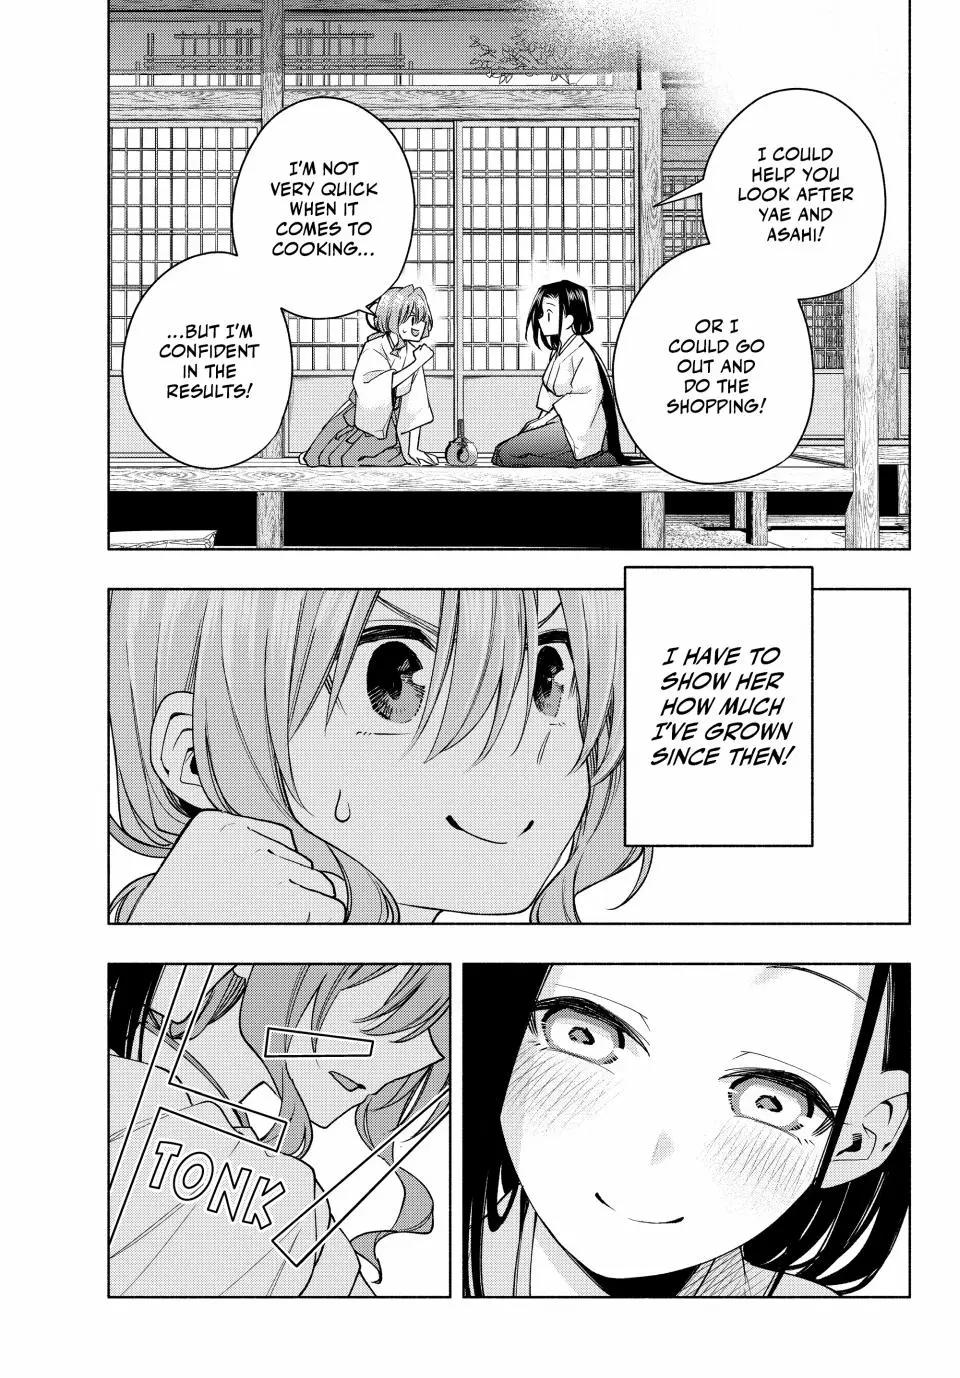 I COULD
HELP YOU
LOOK AFTER
YAE AND
ASAHI!
OR I
COULD GO
OUT AND
DO THE
SHOPPING!
I'M NOT
VERY QUICK
WHEN IT
COMES TO
COOKING...
...BUT I'M
CONFIDENT
IN THE
RESULTS!
I HAVE TO
SHOW HER
HOW MUCH
I'VE GROWN
SINCE THEN!
TONK